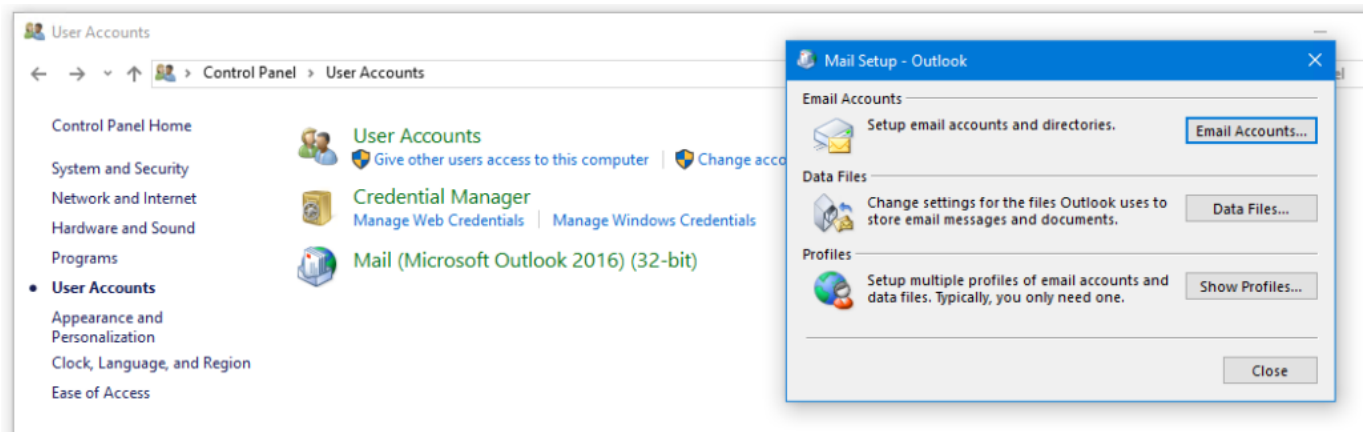 User Accounts
Control Panel > User Accounts
Control Panel Home
System and Security
Network and Internet
Hardware and Sound
Programs
User Accounts
Appearance and
Personalization
Clock, Language, and Region
Ease of Access
User Accounts
Give other users access to this computer
Change acco
Credential Manager
Manage Web Credentials
Manage Windows Credentials
Mail (Microsoft Outlook 2016) (32-bit)
Mail Setup - Outlook
Email Accounts
Setup email accounts and directories.
Email Accounts...
Data Files
Change settings for the files Outlook uses to
store email messages and documents.
Data Files...
Profiles
Setup multiple profiles of email accounts and
data files. Typically, you only need one.
Show Profiles...
Close